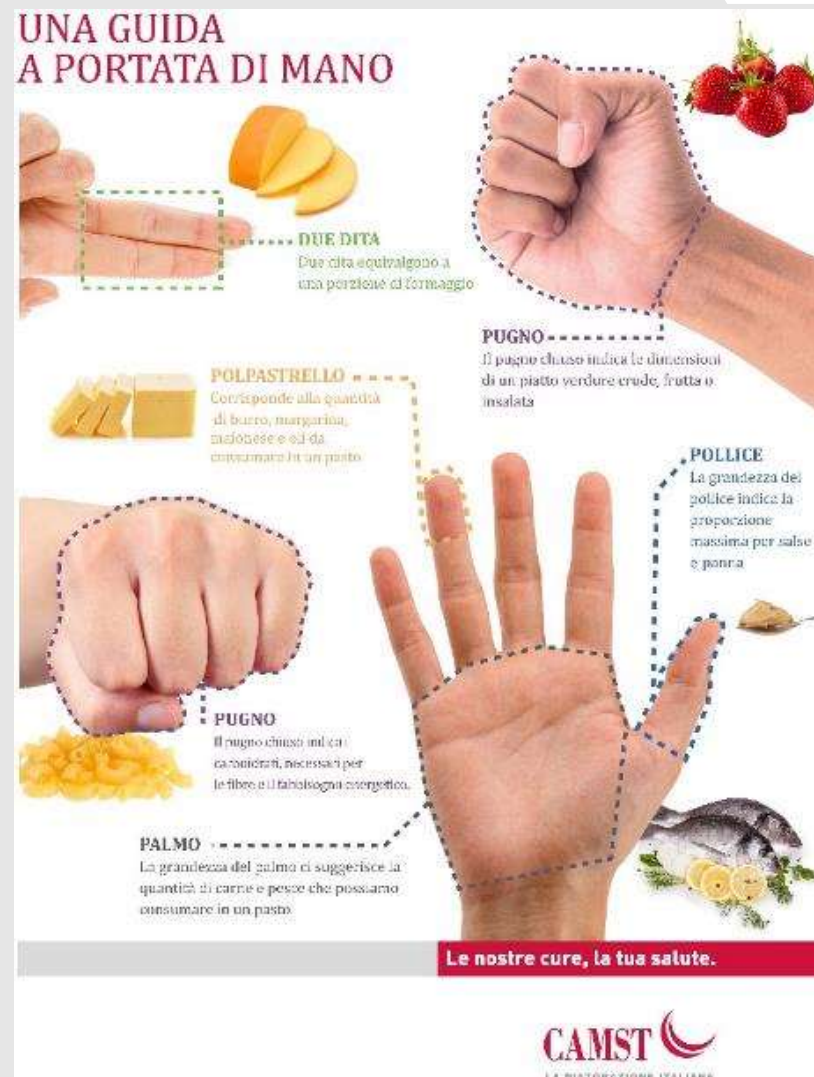 UNA GUIDA
A PORTATA DI MANO
DUE DITA
Due dita equivalgono a
una porzione di formaggio
PUGNO
Il pugno chiuso indica le dimensioni
di un piatto verdure crude, frutta o
insalata
POLPASTRELLO
Corrisponde alla quantità
di burro, margarina,
maionese e oli da
consumare in un pasto
POLLICE
La grandezza del
pollice indica la
proporzione
massima per salse
e panna
PUGNO
Il pugno chiuso indica i
carboidrati, necessari per
le fibre e il fabbisogno energetico.
PALMO
La grandezza del palmo ci suggerisce la
quantità di carne e pesce che possiamo
consumare in un pasto
Le nostre cure, la tua salute.
CAMST
LA RISTORAZIONE ITALIANA